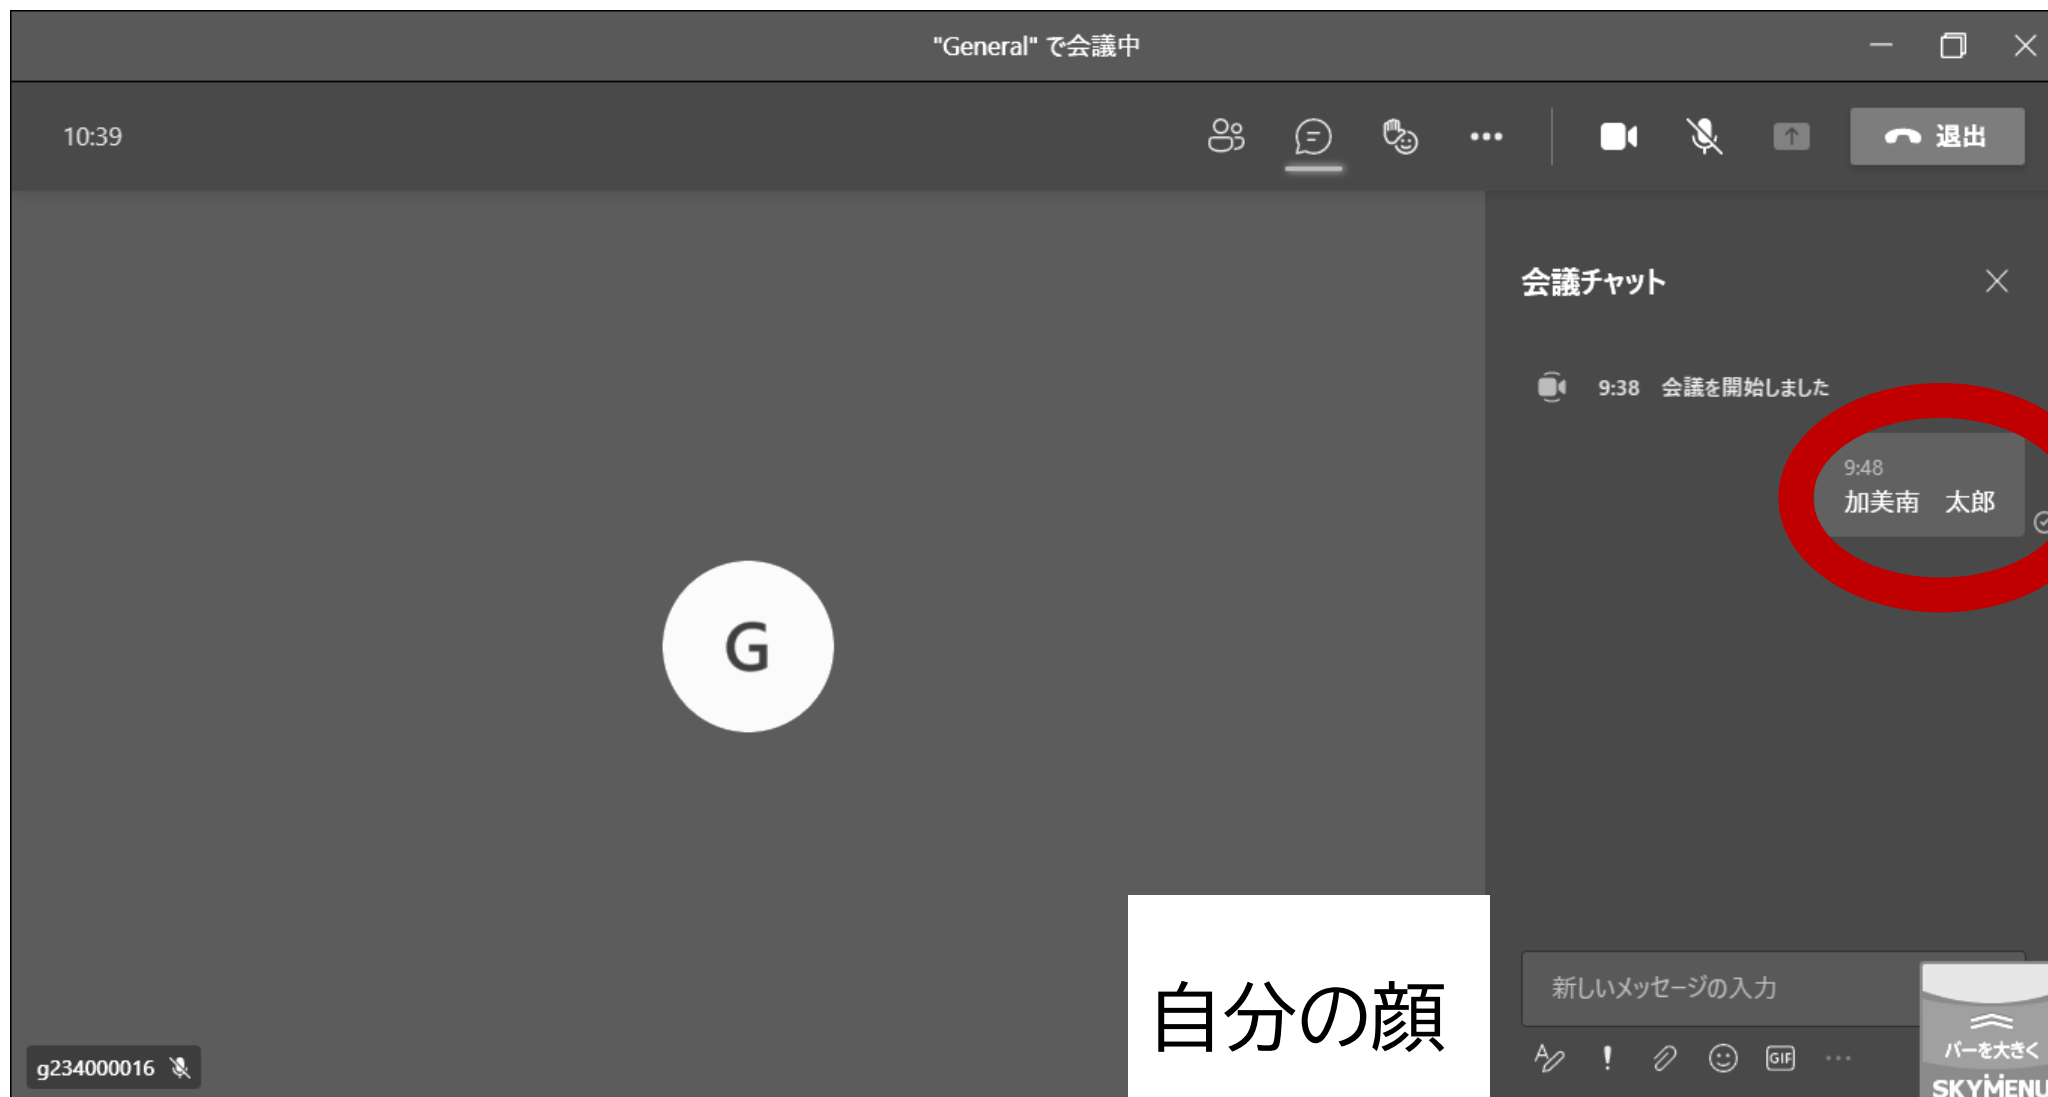 "General" で会議中
10:39
退出
会議チャット
9:38 会議を開始しました
9:48
加美南　太郎
G
自分の顔
新しいメッセージの入力
GIF
バーを大きく
SKYMENU
g234000016